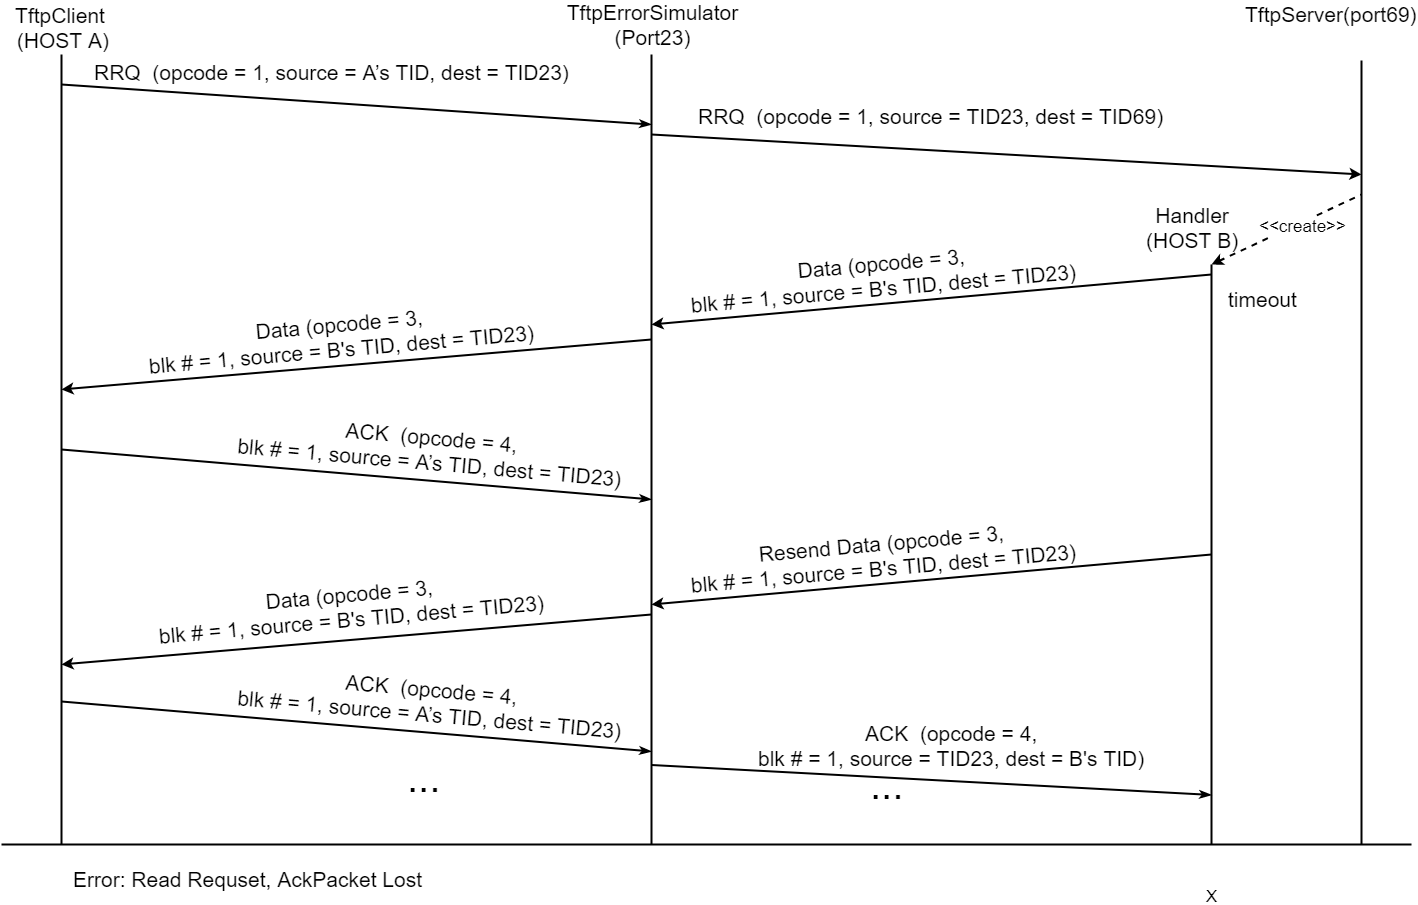 TftpClient
(HOST A)
TftpErrorSimulator
(Port23)
TftpServer(port69)
RRQ  (opcode = 1, source = A's TID, dest = TID23)
RRQ  (opcode = 1, source = TID23, dest = TID69)
Handler
(HOST B)
<<create>>
Data (opcode = 3,
blk # = 1, source = B's TID, dest = TID23)
timeout
Data (opcode = 3,
blk # = 1, source = B's TID, dest = TID23)
ACK  (opcode = 4,
blk # = 1, source = A's TID, dest = TID23)
Resend Data (opcode = 3,
blk # = 1, source = B's TID, dest = TID23)
Data (opcode = 3,
blk # = 1, source = B's TID, dest = TID23)
ACK  (opcode = 4,
blk # = 1, source = A's TID, dest = TID23)
ACK  (opcode = 4,
blk # = 1, source = TID23, dest = B's TID)
...
...
Error: Read Requset, AckPacket Lost
X